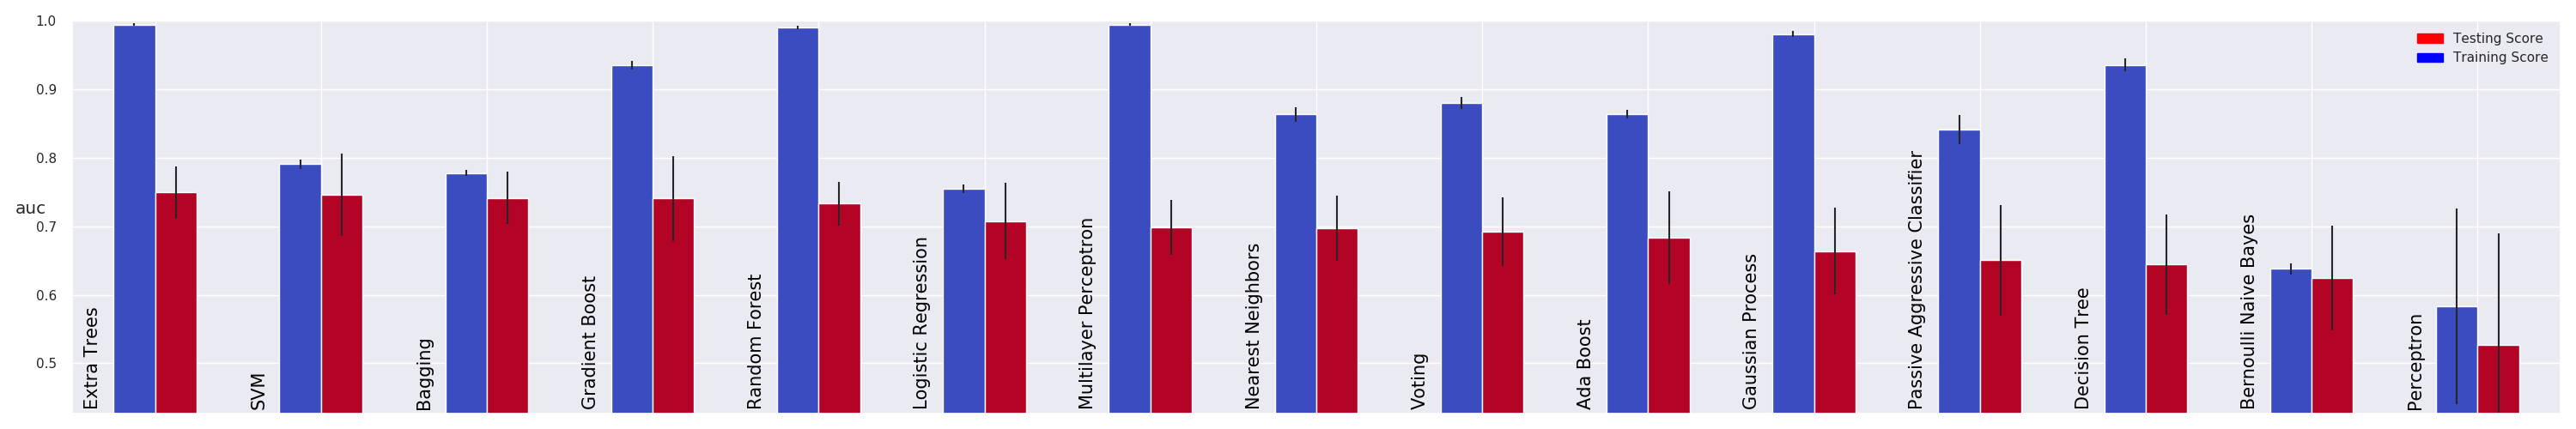 1.0
0.9
0.8
0.7
0.6
0.5
auc
Testing Score
Training Score
Extra Trees
SVM
Bagging
Gradient Boost
Random Forest
Logistic Regression
Multilayer Perceptron
Nearest Neighbors
Voting
Ada Boost
Gaussian Process
Passive Aggressive Classifier
Decision Tree
Bernoulli Naive Bayes
Perceptron